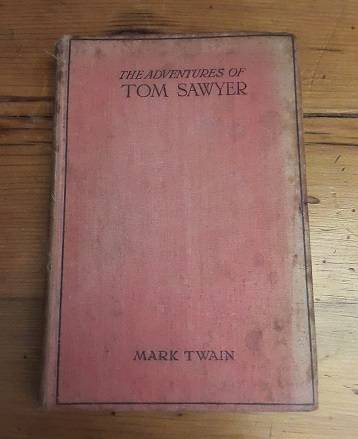 THE ADVENTURES OF
TOM SAWYER
MARK TWAIN